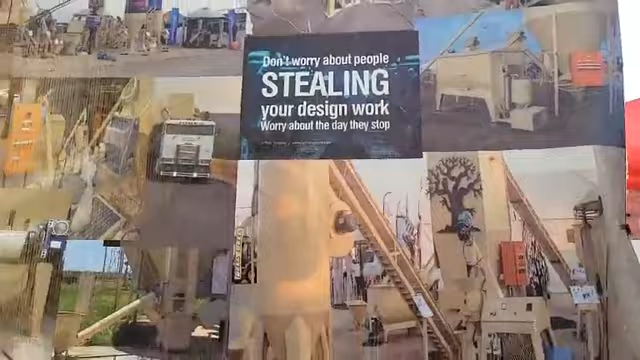 Don't worry about people
STEALING
your design work
Worry about the day they stop